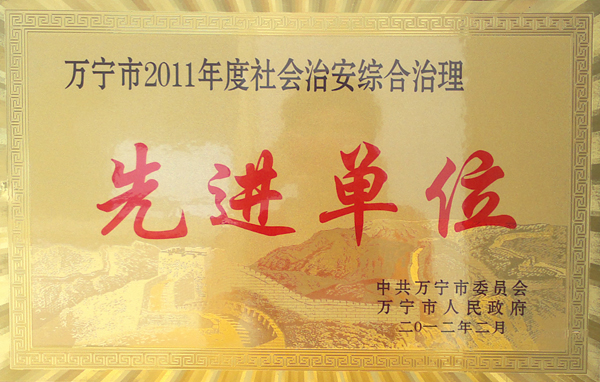 万宁市2011年度社会治安综合治理
先进单位
中共万宁市委员会
万宁市人民政府
二〇一二年二月